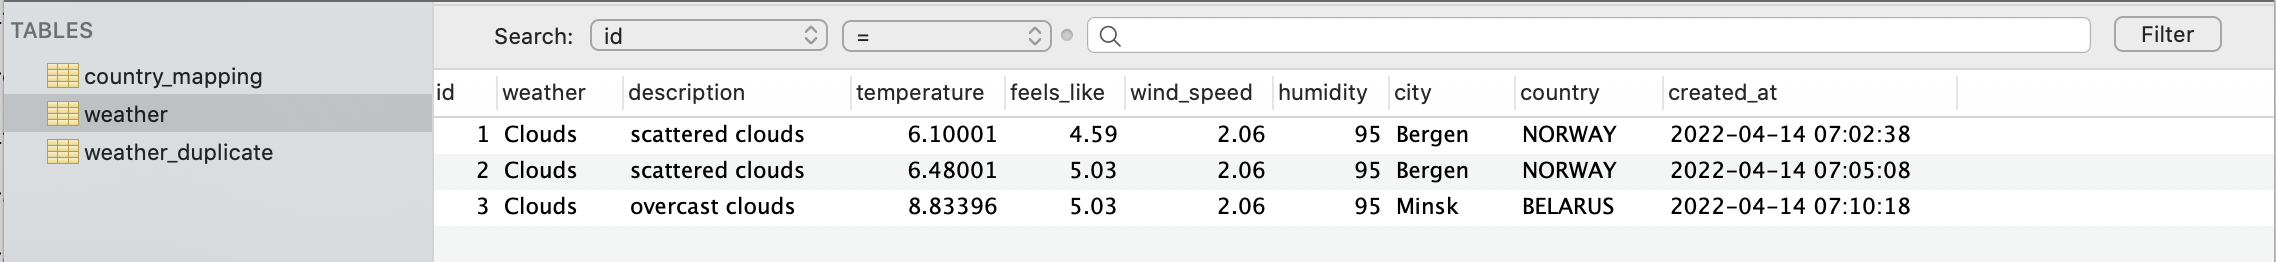 TABLES
country_mapping
weather
weather_duplicate
Search: id = Filter
id weather description temperature feels_like wind_speed humidity city country created_at
1 Clouds scattered clouds 6.10001 4.59 2.06 95 Bergen NORWAY 2022-04-14 07:02:38
2 Clouds scattered clouds 6.48001 5.03 2.06 95 Bergen NORWAY 2022-04-14 07:05:08
3 Clouds overcast clouds 8.83396 5.03 2.06 95 Minsk BELARUS 2022-04-14 07:10:18